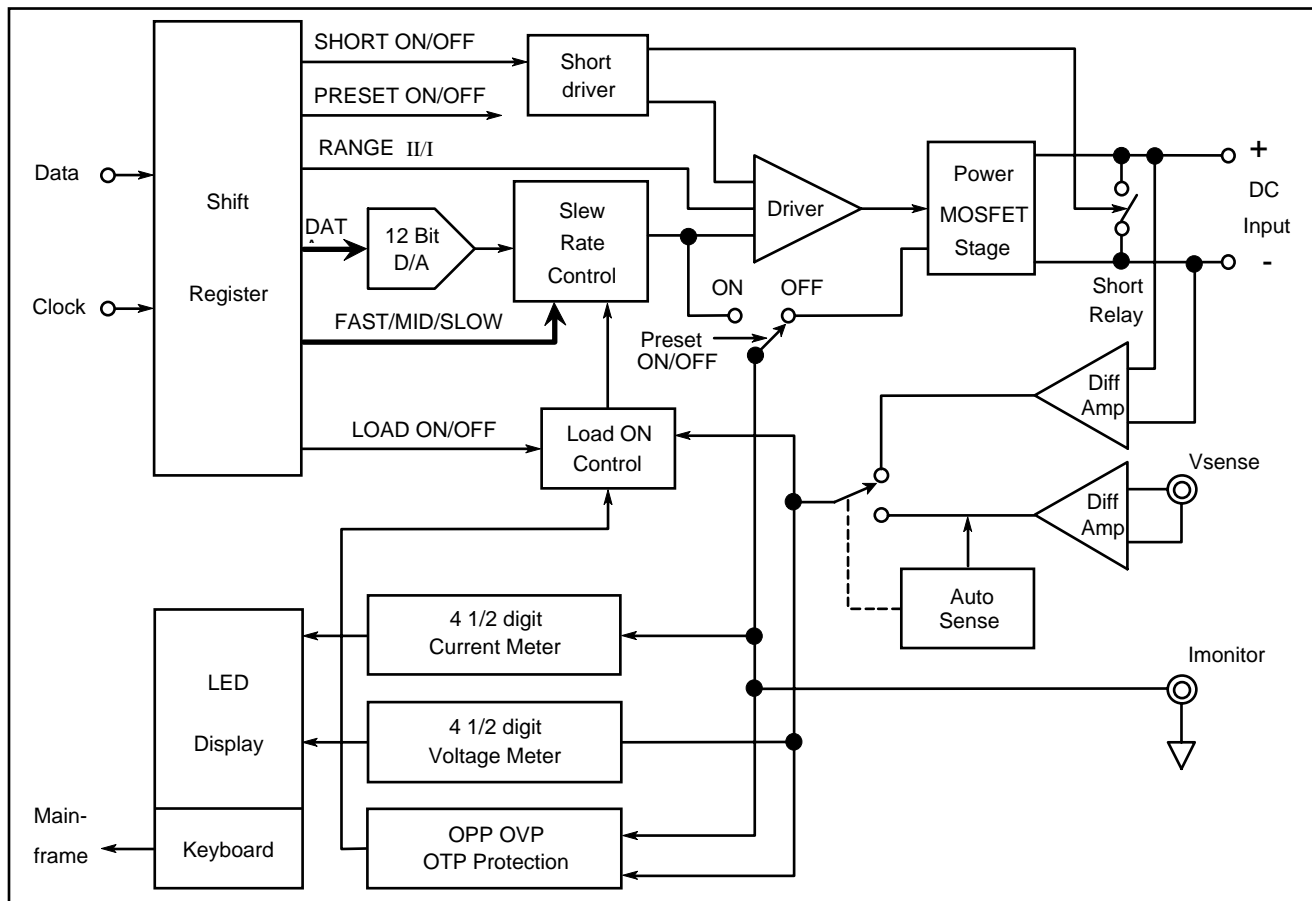 SHORT ON/OFF
Short
driver
PRESET ON/OFF
RANGE II/I
Data
Clock
Shift
Register
DAT
12 Bit
D/A
Slew
Rate
Control
Driver
Power
MOSFET
Stage
+
DC
Input
-
Short
Relay
ON
OFF
Preset
ON/OFF
FAST/MID/SLOW
LOAD ON/OFF
Load ON
Control
Diff
Amp
Vsense
Diff
Amp
Auto
Sense
Imonitor
4 1/2 digit
Current Meter
LED
Display
4 1/2 digit
Voltage Meter
Main-
frame
Keyboard
OPP OVP
OTP Protection